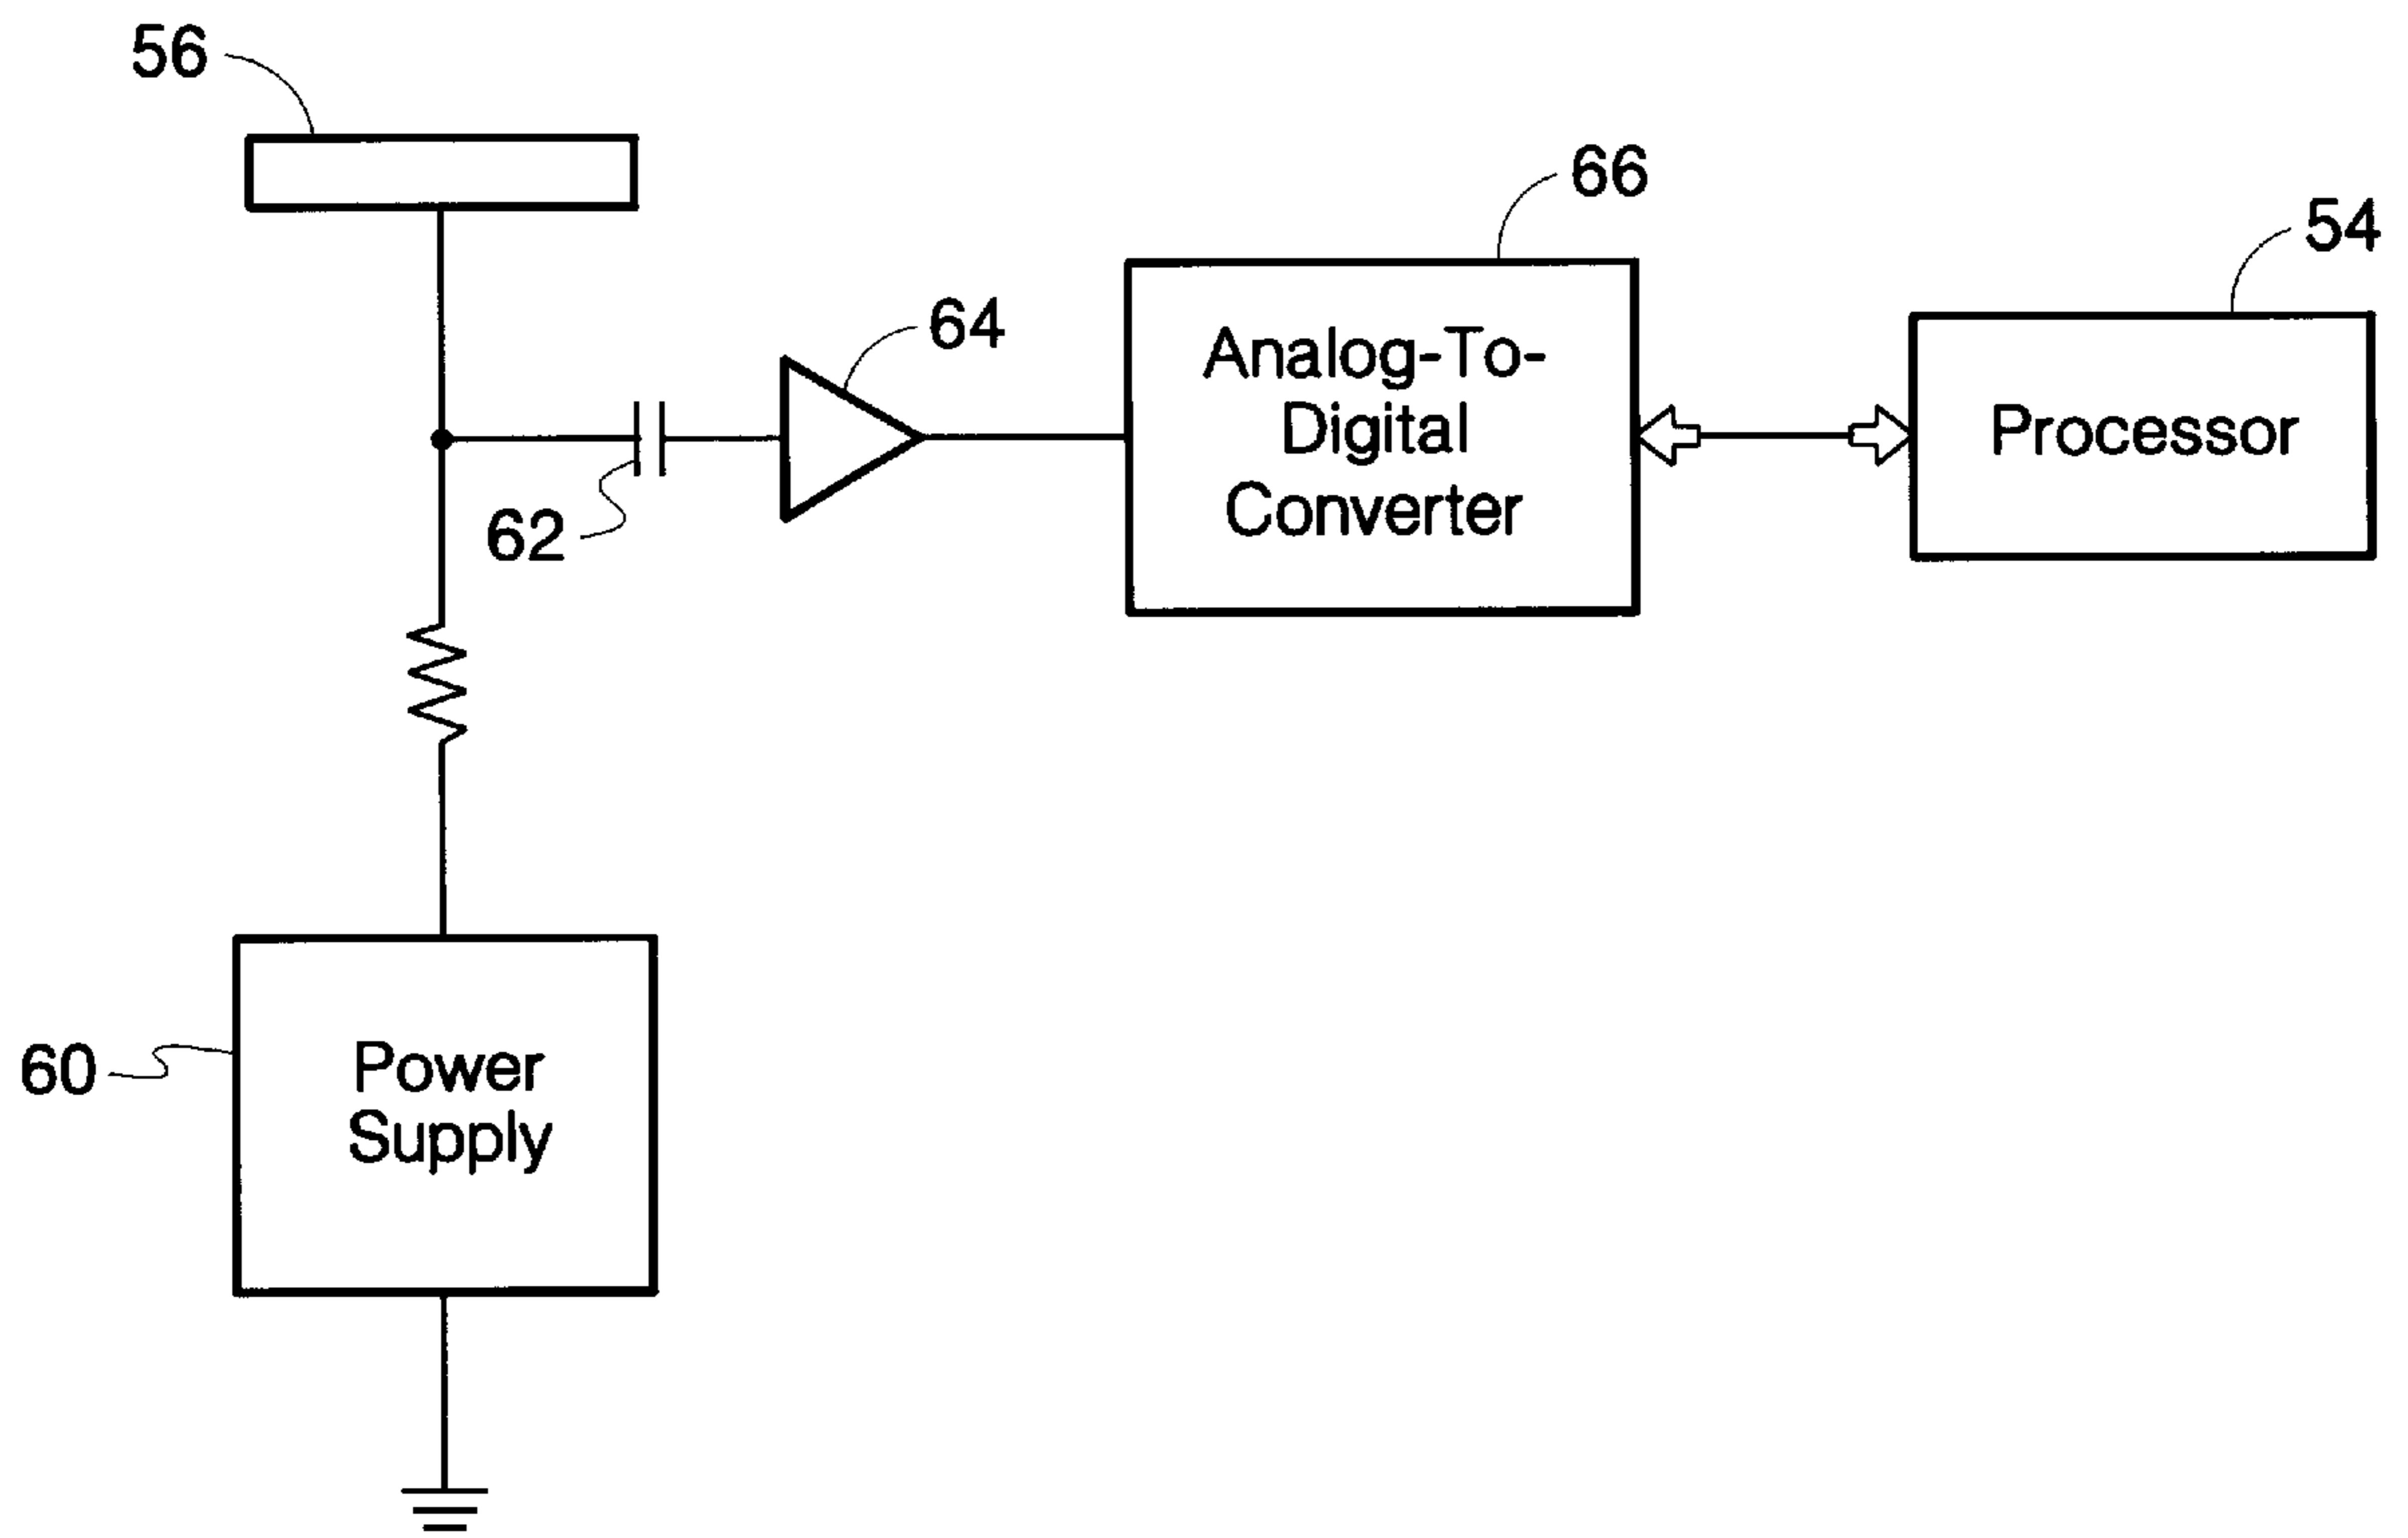 56
66
54
64
Analog-To-
Digital
Converter
Processor
62
60
Power
Supply